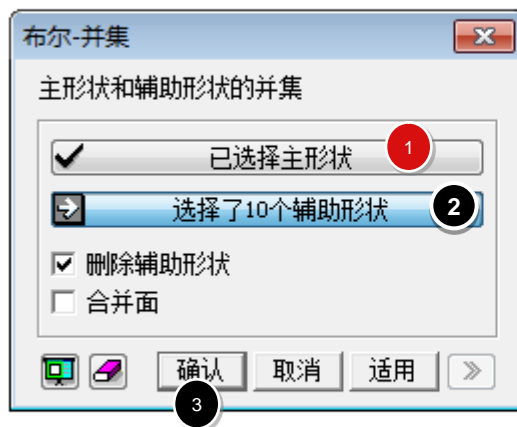 布尔-并集
主形状和辅助形状的并集
已选择主形状 1
选择了10个辅助形状 2
删除辅助形状
合并面
确认 取消 适用
3